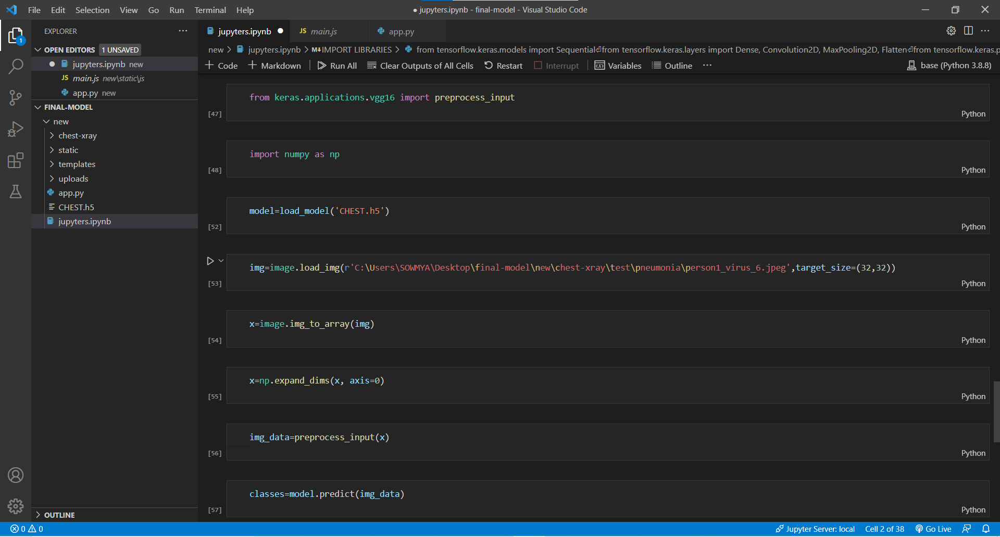 File Edit Selection View Go Run Terminal Help
● jupyters.ipynb - final-model - Visual Studio Code
EXPLORER
OPEN EDITORS 1 UNSAVED
jupyters.ipynb new
JS main.js new\static\js
app.py new
FINAL-MODEL
new
chest-xray
static
templates
uploads
app.py
CHEST.h5
jupyters.ipynb
OUTLINE
1
jupyters.ipynb
JS main.js
app.py
new > jupyters.ipynb > M↓IMPORT LIBRARIES > from tensorflow.keras.models import Sequential⏎from tensorflow.keras.layers import Dense, Convolution2D, MaxPooling2D, Flatten⏎from tensorflow.keras.p
+ Code + Markdown Run All Clear Outputs of All Cells Restart Interrupt Variables Outline ··· base (Python 3.8.8)
from keras.applications.vgg16 import preprocess_input
[47] Python
import numpy as np
[48] Python
model=load_model('CHEST.h5')
[52] Python
img=image.load_img(r'C:\Users\SOWMYA\Desktop\final-model\new\chest-xray\test\pneumonia\person1_virus_6.jpeg',target_size=(32,32))
[53] Python
x=image.img_to_array(img)
[54] Python
x=np.expand_dims(x, axis=0)
[55] Python
img_data=preprocess_input(x)
[56] Python
classes=model.predict(img_data)
[57] Python
0 0 Jupyter Server: local Cell 2 of 38 Go Live